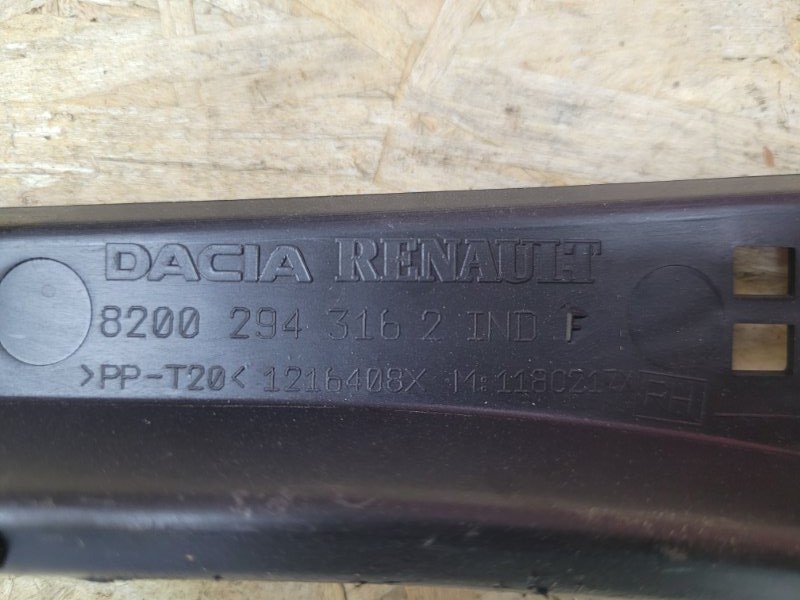 DACIA RENAULT
8200 294 316 2 IND F
>PP-T20< 1216408X